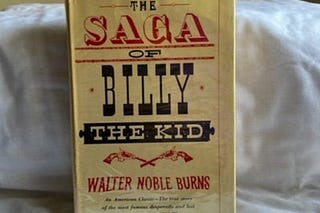 THE
SAGA
OF
BILLY
THE KID
WALTER NOBLE BURNS
An American Classic—The true story
of the most famous desperado and last